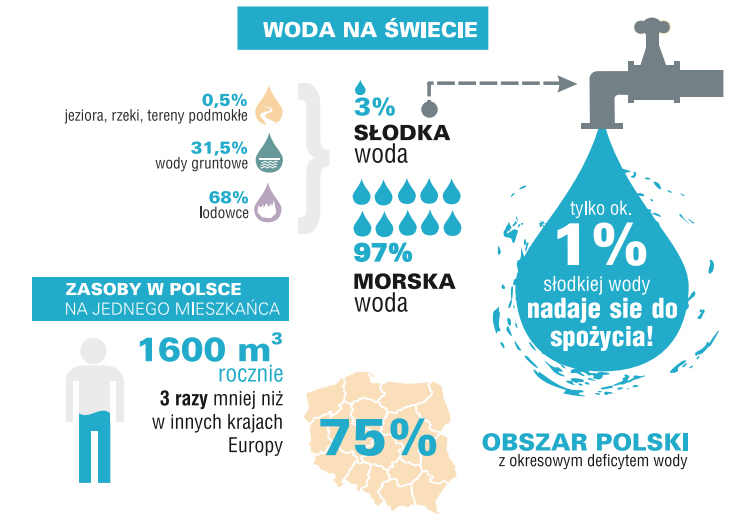 WODA NA ŚWIECIE
0,5%
jeziora, rzeki, tereny podmokłe
31,5%
wody gruntowe
68%
lodowce
3%
SŁODKA
woda
97%
MORSKA
woda
tylko ok.
1%
słodkiej wody
nadaje sie do
spożycia!
ZASOBY W POLSCE
NA JEDNEGO MIESZKAŃCA
1600 m³
rocznie
3 razy mniej niż
w innych krajach
Europy
75%
OBSZAR POLSKI
z okresowym deficytem wody